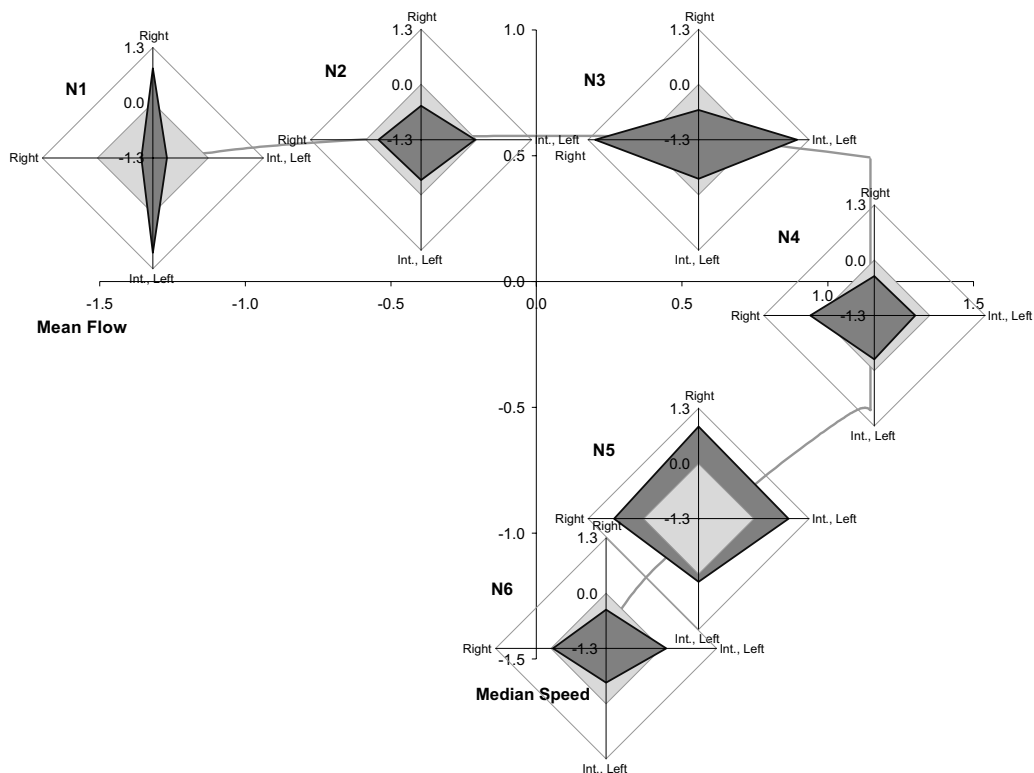 Right
1.3
N1
0.0
Right
-1.3
Int., Left
Int., Left
Right
1.3
N2
0.0
Right
-1.3
Int., Left
Int., Left
Right
1.3
N3
0.0
Right
-1.3
Int., Left
Int., Left
Right
1.3
N4
0.0
Right
-1.3
Int., Left
Int., Left
Right
1.3
N5
0.0
Right
-1.3
Int., Left
Int., Left
Right
1.3
N6
0.0
Right
-1.3
Int., Left
Int., Left
1.0
0.5
0.0
-0.5
-1.0
-1.5
-1.5
-1.0
-0.5
0.0
0.5
1.0
1.5
Mean Flow
Median Speed